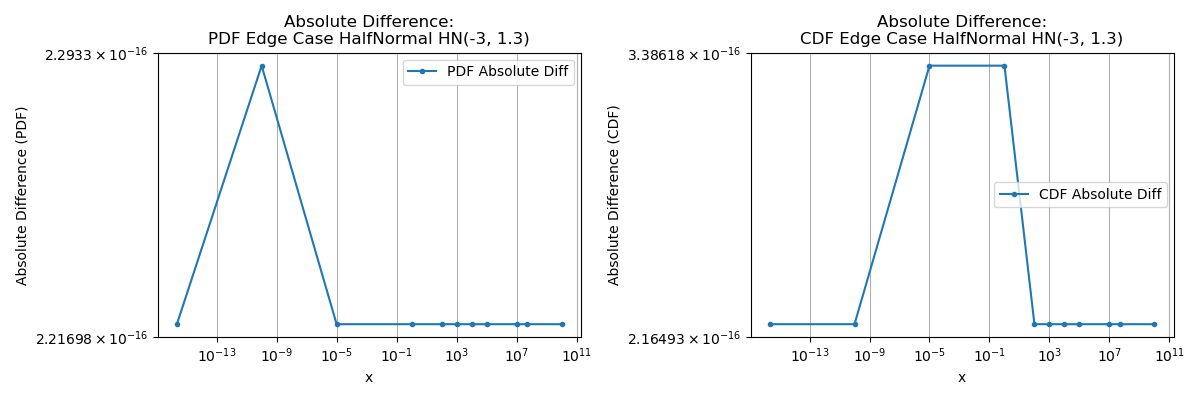 Absolute Difference:
PDF Edge Case HalfNormal HN(-3, 1.3)
2.2933 × 10⁻¹⁶
2.21698 × 10⁻¹⁶
Absolute Difference (PDF)
PDF Absolute Diff
10⁻¹³ 10⁻⁹ 10⁻⁵ 10⁻¹ 10³ 10⁷ 10¹¹
x
Absolute Difference:
CDF Edge Case HalfNormal HN(-3, 1.3)
3.38618 × 10⁻¹⁶
2.16493 × 10⁻¹⁶
Absolute Difference (CDF)
CDF Absolute Diff
10⁻¹³ 10⁻⁹ 10⁻⁵ 10⁻¹ 10³ 10⁷ 10¹¹
x